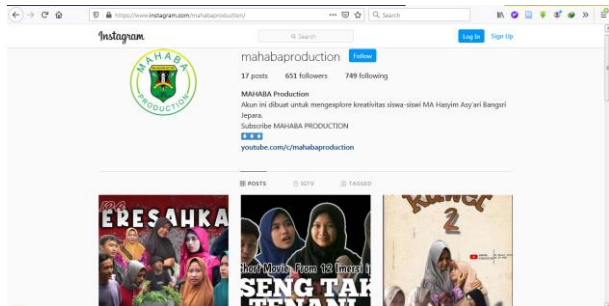 https://www.instagram.com/mahabaproduction/
Search
Instagram
Search
Log In
Sign Up
MAHABA
PRODUCTION
mahabaproduction
Follow
17 posts 651 followers 749 following
MAHABA Production
Akun ini dibuat untuk mengexplore kreativitas siswa-siswi MA Hasyim Asy'ari Bangsri
Jepara.
Subscribe MAHABA PRODUCTION
youtube.com/c/mahabaproduction
POSTS
IGTV
TAGGED
ERESAHKA
Short Movie From 12
SENG TAK
TENANI
Ruwet
2